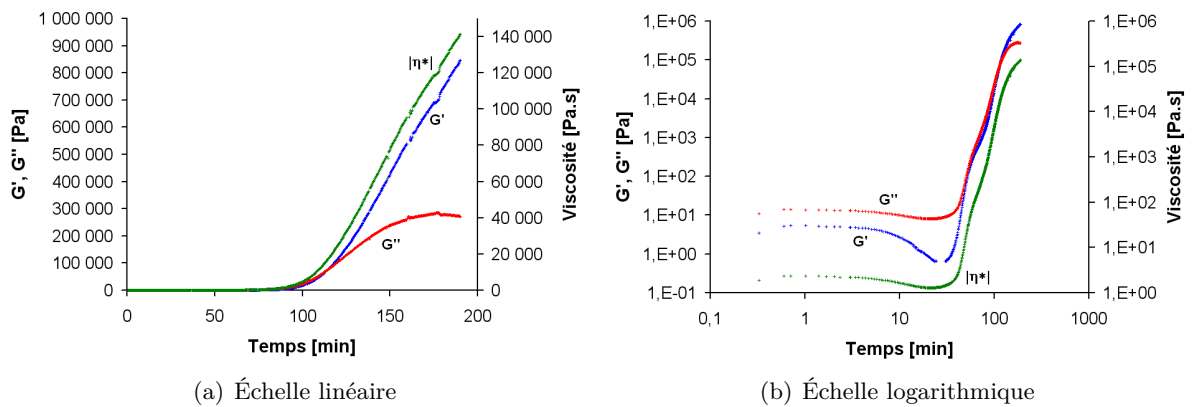 1 000 000
900 000
800 000
700 000
600 000
500 000
400 000
300 000
200 000
100 000
0
G', G'' [Pa]
140 000
120 000
100 000
80 000
60 000
40 000
20 000
0
Viscosité [Pa.s]
|η*|
G'
G''
0 50 100 150 200
Temps [min]
(a) Échelle linéaire
1,E+06
1,E+05
1,E+04
1,E+03
1,E+02
1,E+01
1,E+00
1,E-01
G', G'' [Pa]
1,E+06
1,E+05
1,E+04
1,E+03
1,E+02
1,E+01
1,E+00
Viscosité [Pa.s]
G''
G'
|η*|
0,1 1 10 100 1000
Temps [min]
(b) Échelle logarithmique